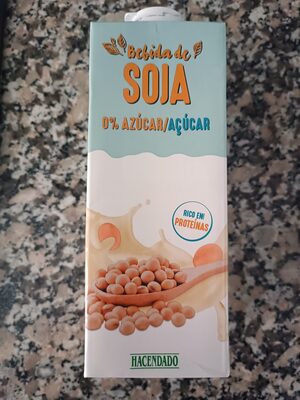 Bebida de
SOJA
0% AZÚCAR/AÇÚCAR
RICO EM
PROTEÍNAS
HACENDADO